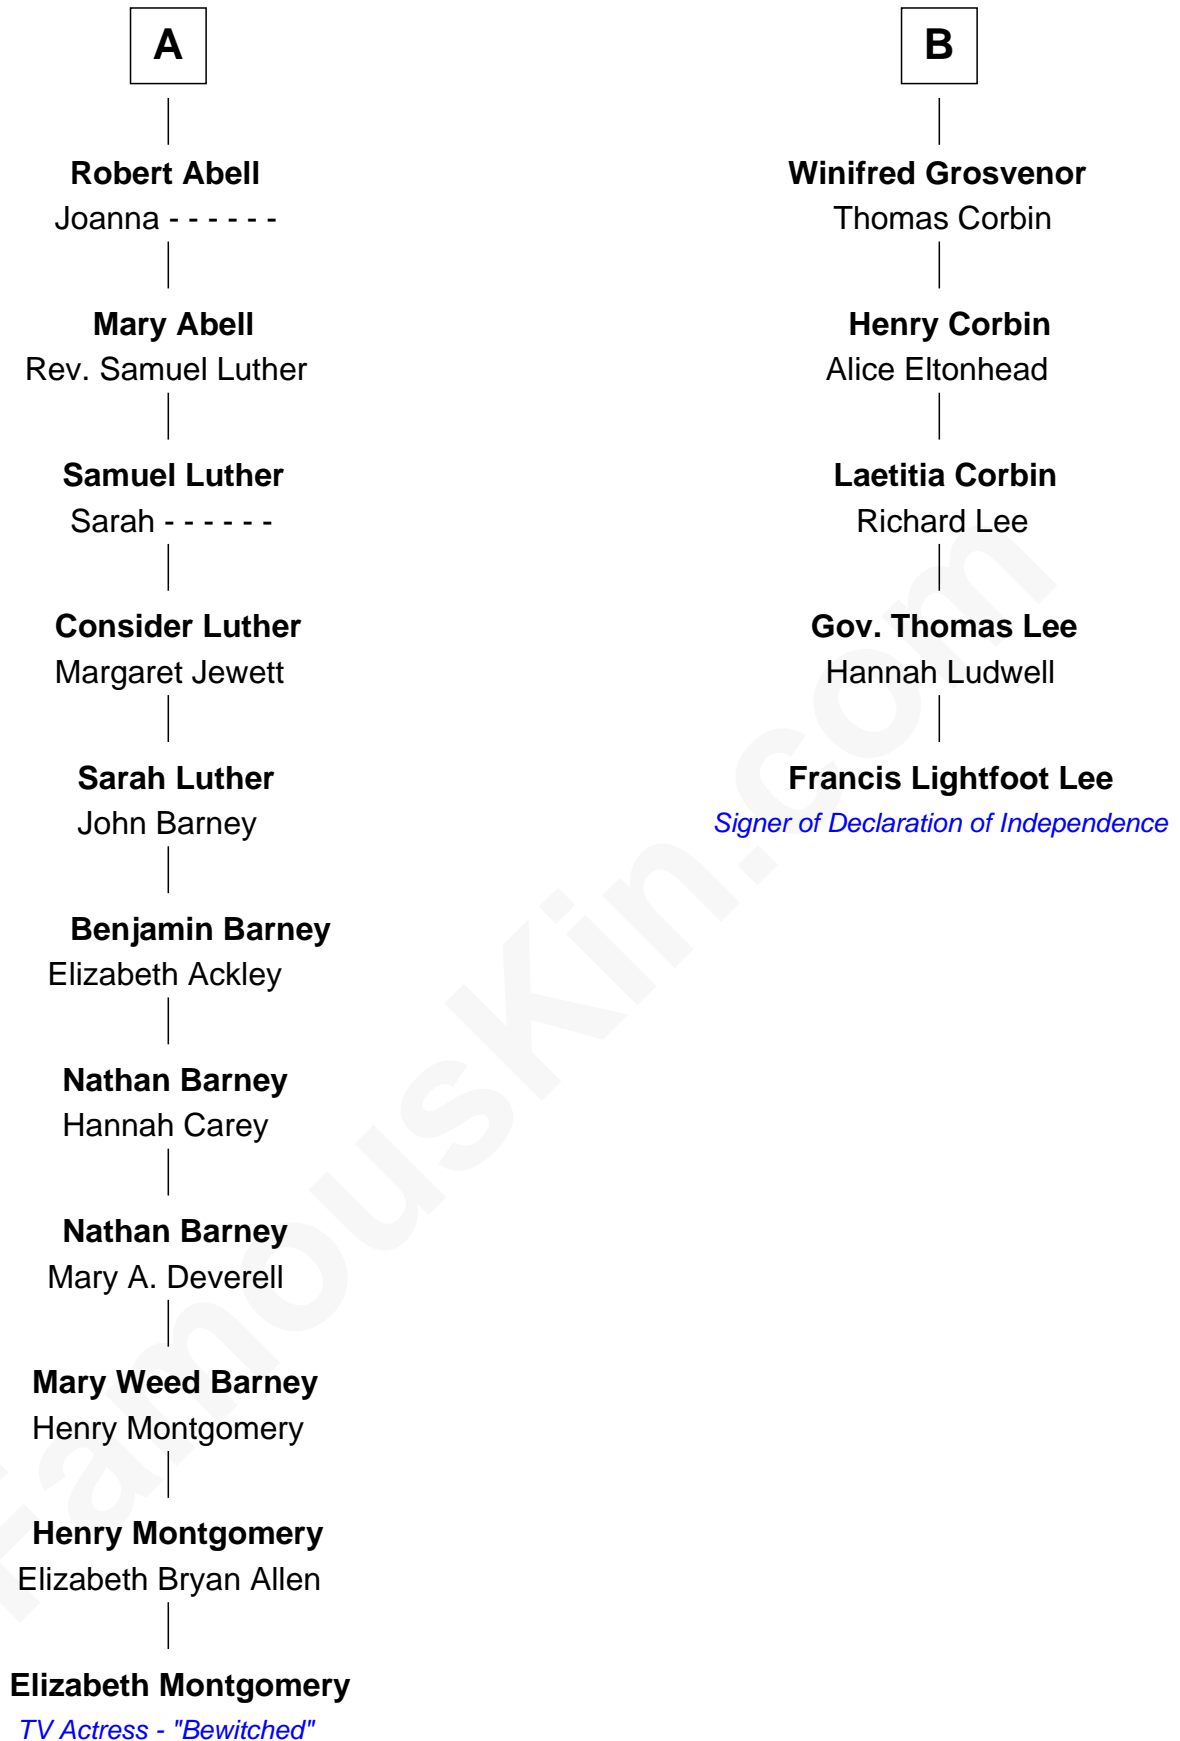 A
Robert Abell
Joanna - - - - - -
Mary Abell
Rev. Samuel Luther
Samuel Luther
Sarah - - - - - -
Consider Luther
Margaret Jewett
Sarah Luther
John Barney
Benjamin Barney
Elizabeth Ackley
Nathan Barney
Hannah Carey
Nathan Barney
Mary A. Deverell
Mary Weed Barney
Henry Montgomery
Henry Montgomery
Elizabeth Bryan Allen
Elizabeth Montgomery
TV Actress - "Bewitched"
B
Winifred Grosvenor
Thomas Corbin
Henry Corbin
Alice Eltonhead
Laetitia Corbin
Richard Lee
Gov. Thomas Lee
Hannah Ludwell
Francis Lightfoot Lee
Signer of Declaration of Independence
FamousKin.com